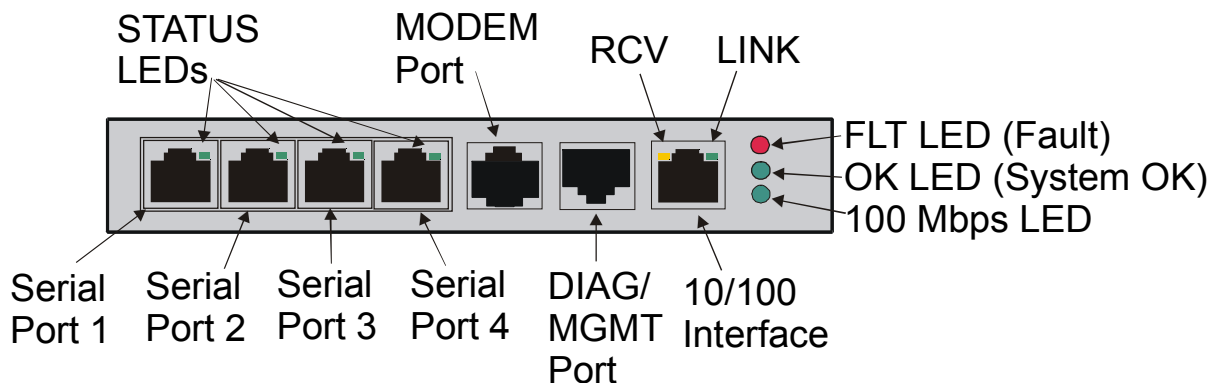 STATUS
LEDs
MODEM
Port
RCV
LINK
FLT LED (Fault)
OK LED (System OK)
100 Mbps LED
Serial
Port 1
Serial
Port 2
Serial
Port 3
Serial
Port 4
DIAG/
MGMT
Port
10/100
Interface